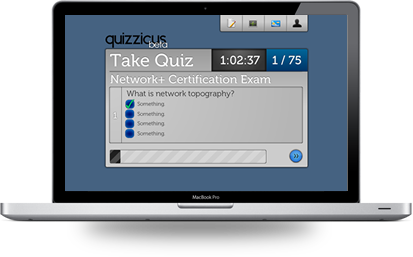 quizzicus
beta
Take Quiz 1:02:37 1 / 75
Network+ Certification Exam
What is network topography?
1
Something.
Something.
Something.
Something.
MacBook Pro